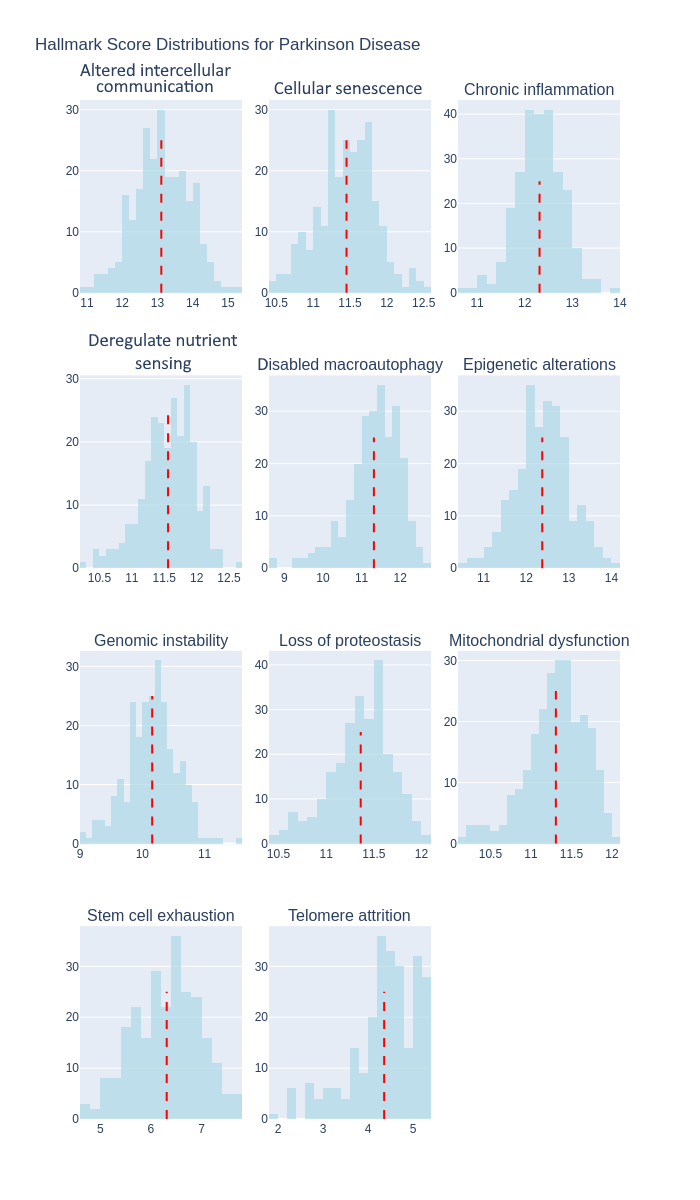 Hallmark Score Distributions for Parkinson Disease
Altered intercellular
communication
Cellular senescence
Chronic inflammation
30
20
10
0
11 12 13 14 15
30
20
10
0
10.5 11 11.5 12 12.5
40
30
20
10
0
11 12 13 14
Deregulate nutrient
sensing
Disabled macroautophagy
Epigenetic alterations
30
20
10
0
10.5 11 11.5 12 12.5
30
20
10
0
9 10 11 12
30
20
10
0
11 12 13 14
Genomic instability
Loss of proteostasis
Mitochondrial dysfunction
30
20
10
0
9 10 11
40
30
20
10
0
10.5 11 11.5 12
30
20
10
0
10.5 11 11.5 12
Stem cell exhaustion
Telomere attrition
30
20
10
0
5 6 7
30
20
10
0
2 3 4 5